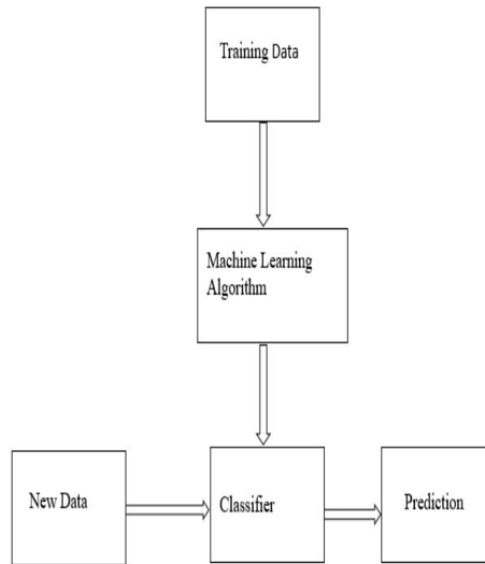 Training Data
Machine Learning
Algorithm
New Data
Classifier
Prediction